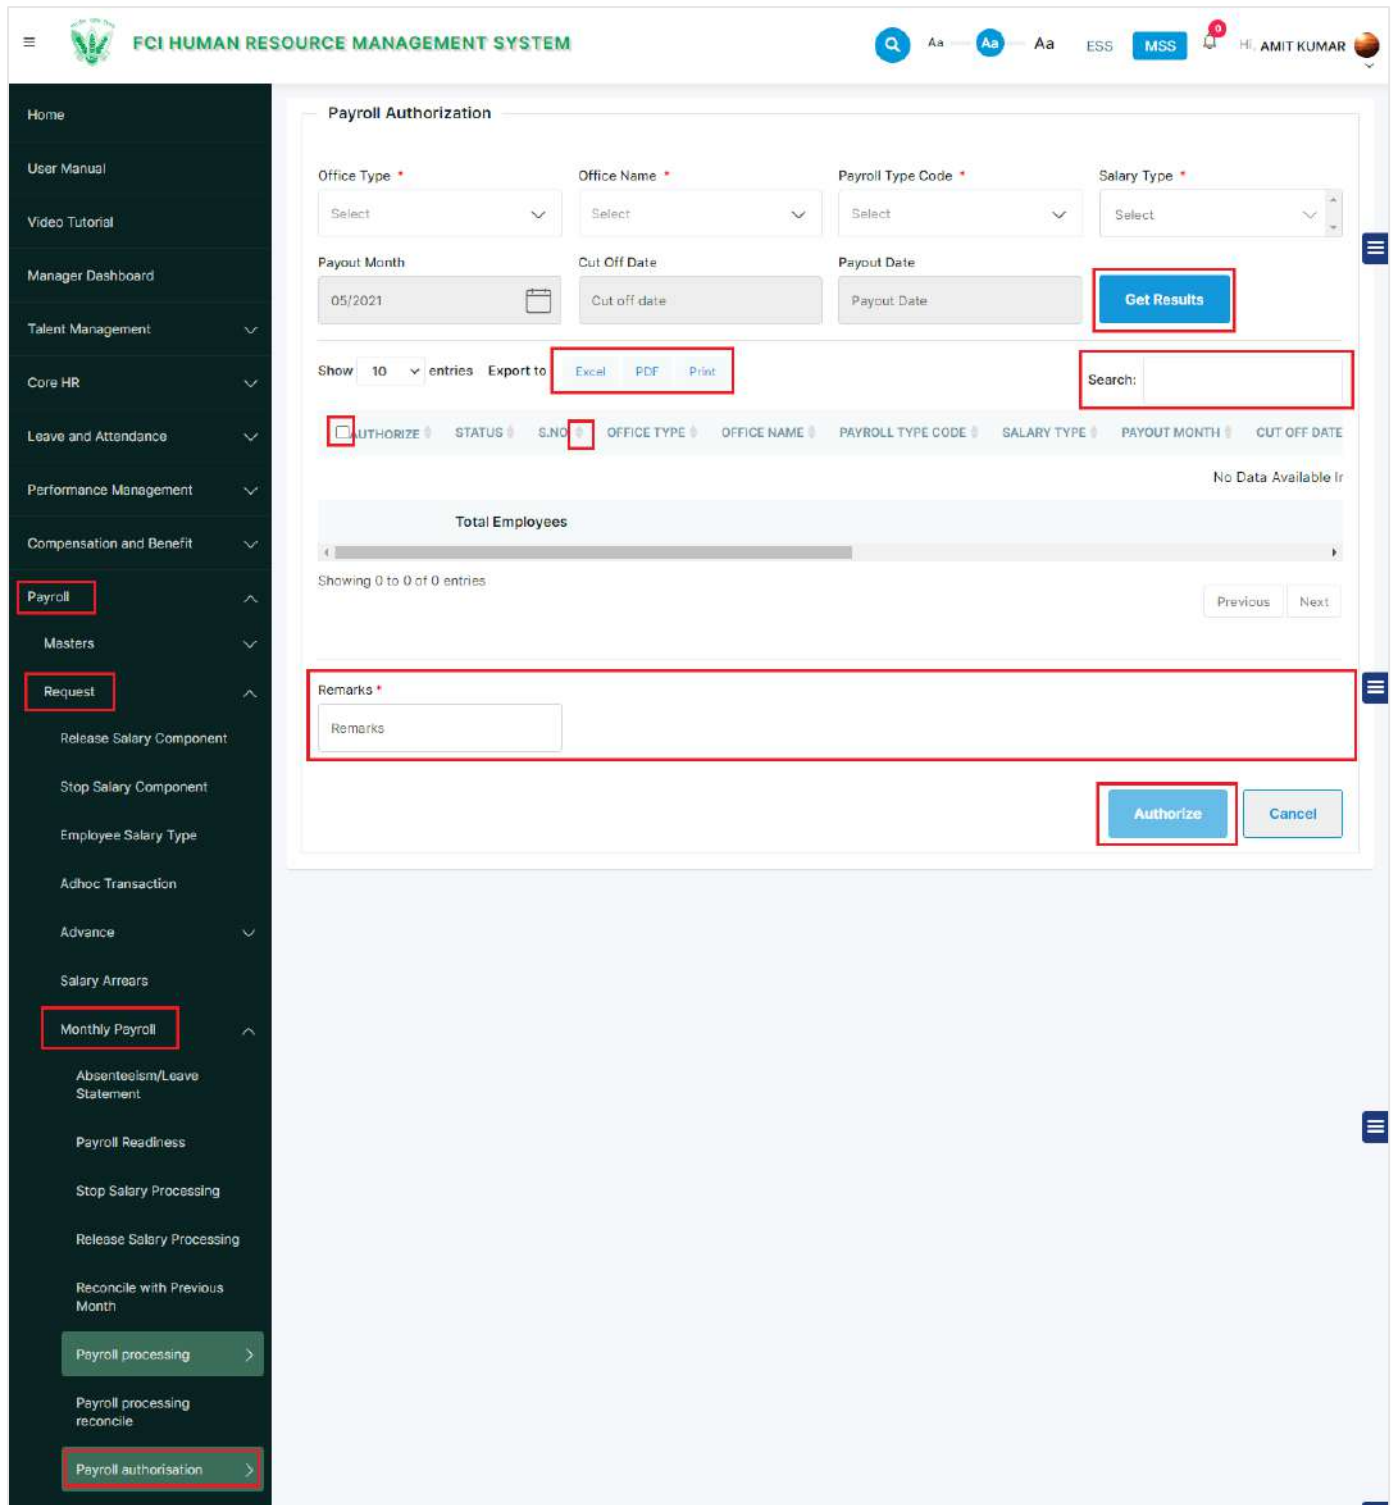 FCI HUMAN RESOURCE MANAGEMENT SYSTEM
Aa Aa Aa ESS MSS 0 Hi, AMIT KUMAR
Home
User Manual
Video Tutorial
Manager Dashboard
Talent Management
Core HR
Leave and Attendance
Performance Management
Compensation and Benefit
Payroll
Masters
Request
Release Salary Component
Stop Salary Component
Employee Salary Type
Adhoc Transaction
Advance
Salary Arrears
Monthly Payroll
Absenteeism/Leave
Statement
Payroll Readiness
Stop Salary Processing
Release Salary Processing
Reconcile with Previous
Month
Payroll processing
Payroll processing
reconcile
Payroll authorisation
Payroll Authorization
Office Type * Office Name * Payroll Type Code * Salary Type *
Select Select Select Select
Payout Month Cut Off Date Payout Date
05/2021 Cut off date Payout Date Get Results
Show 10 entries Export to Excel PDF Print Search:
AUTHORIZE STATUS S.NO OFFICE TYPE OFFICE NAME PAYROLL TYPE CODE SALARY TYPE PAYOUT MONTH CUT OFF DATE
No Data Available Ir
Total Employees
Showing 0 to 0 of 0 entries
Previous Next
Remarks *
Remarks
Authorize Cancel